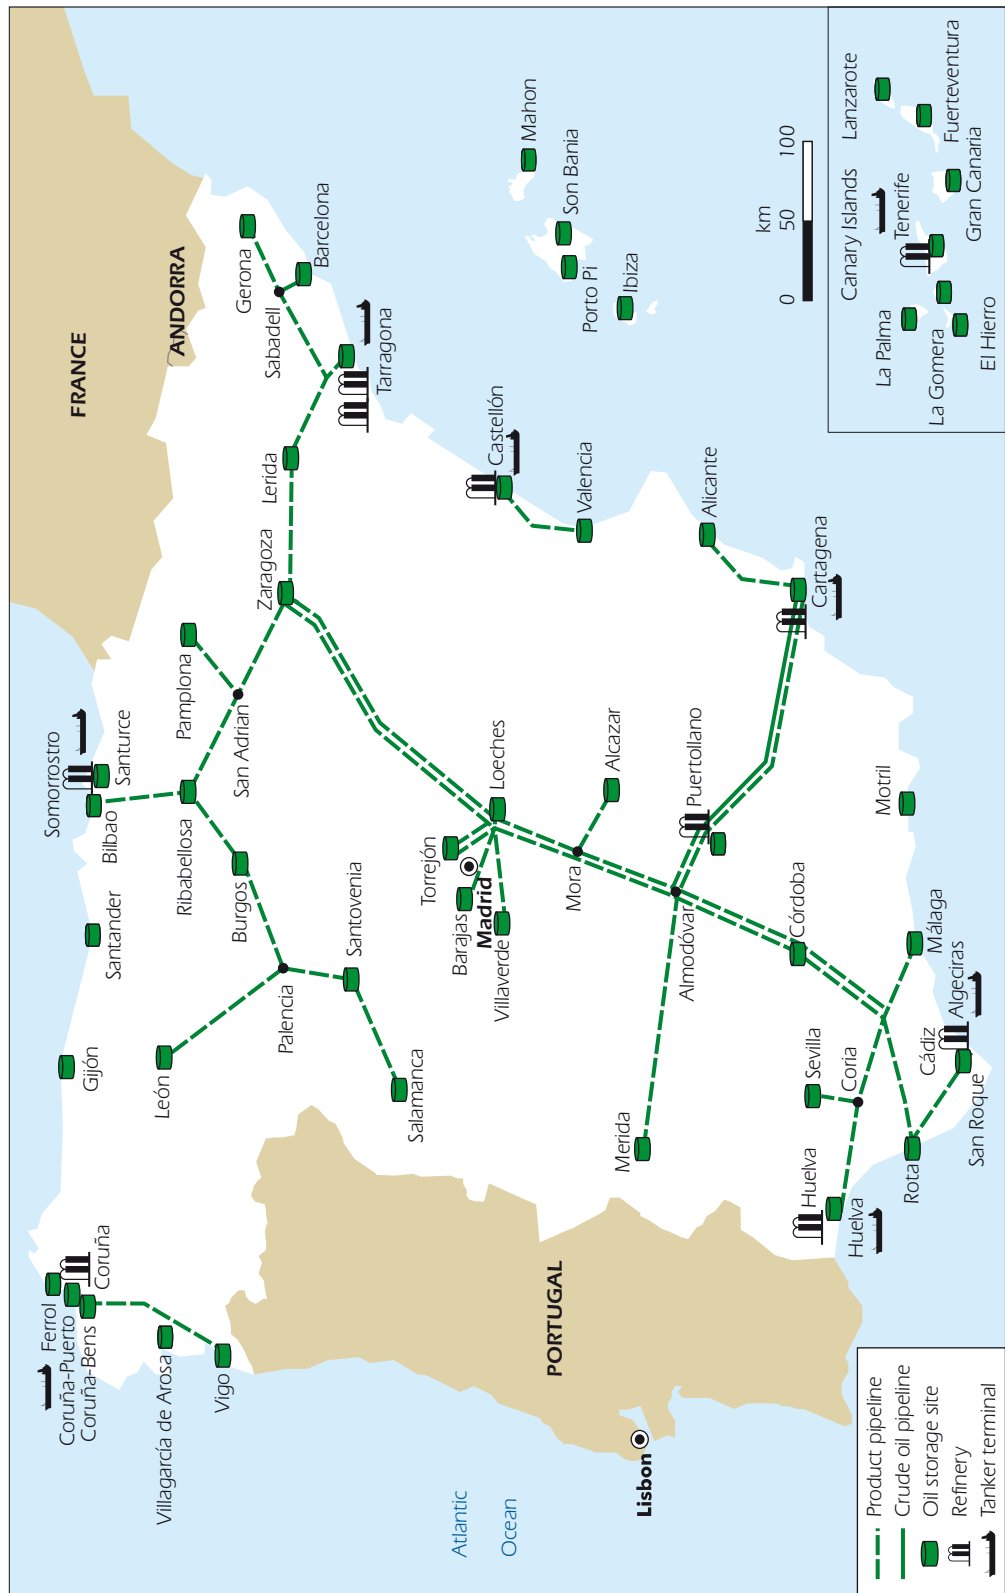 FRANCE
ANDORRA
PORTUGAL
Atlantic
Ocean
Lisbon
Madrid
Ferrol
Coruña-Puerto
Coruña-Bens
Coruña
Villagarcía de Arosa
Vigo
Gijón
Santander
Somorrostro
Bilbao
Santurce
León
Palencia
Burgos
Ribabellosa
Pamplona
San Adrian
Santovenia
Salamanca
Zaragoza
Lerida
Sabadell
Gerona
Barcelona
Tarragona
Mahon
Son Bania
Porto Pi
Ibiza
Castellón
Valencia
Torrejón
Barajas
Villaverde
Loeches
Mora
Alcazar
Almodóvar
Puertollano
Merida
Alicante
Cartagena
Córdoba
Motril
Málaga
Sevilla
Coria
Huelva
Huelva
Rota
Cádiz
Algeciras
San Roque
km
0
50
100
Canary Islands
Lanzarote
Fuerteventura
Tenerife
Gran Canaria
La Palma
La Gomera
El Hierro
Product pipeline
Crude oil pipeline
Oil storage site
Refinery
Tanker terminal